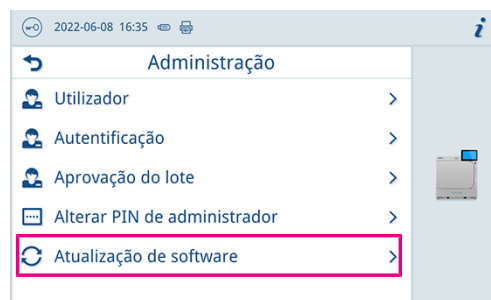 2022-06-08 16:35
Administração
Utilizador
Autentificação
Aprovação do lote
Alterar PIN de administrador
Atualização de software